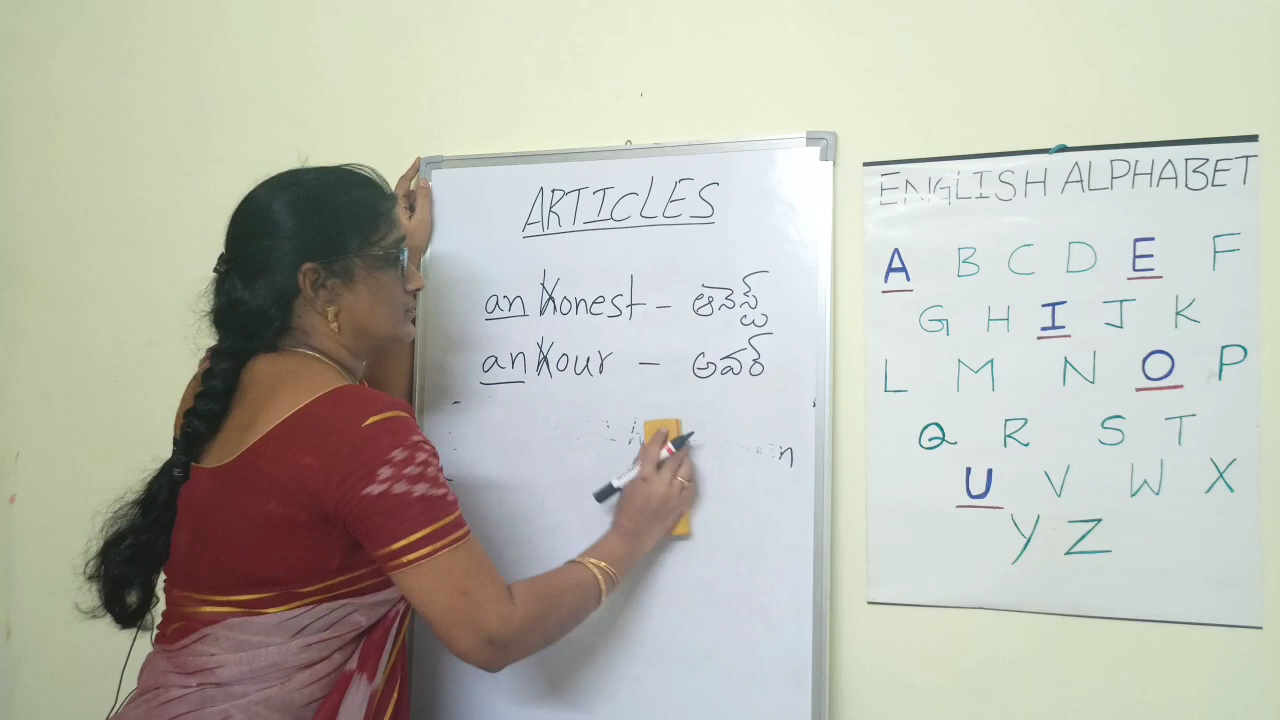 ARTICLES
an honest - ఆనెస్ట్
an hour - అవర్
n
ENGLISH ALPHABET
A B C D E F
G H I J K
L M N O P
Q R S T
U V W X
Y Z